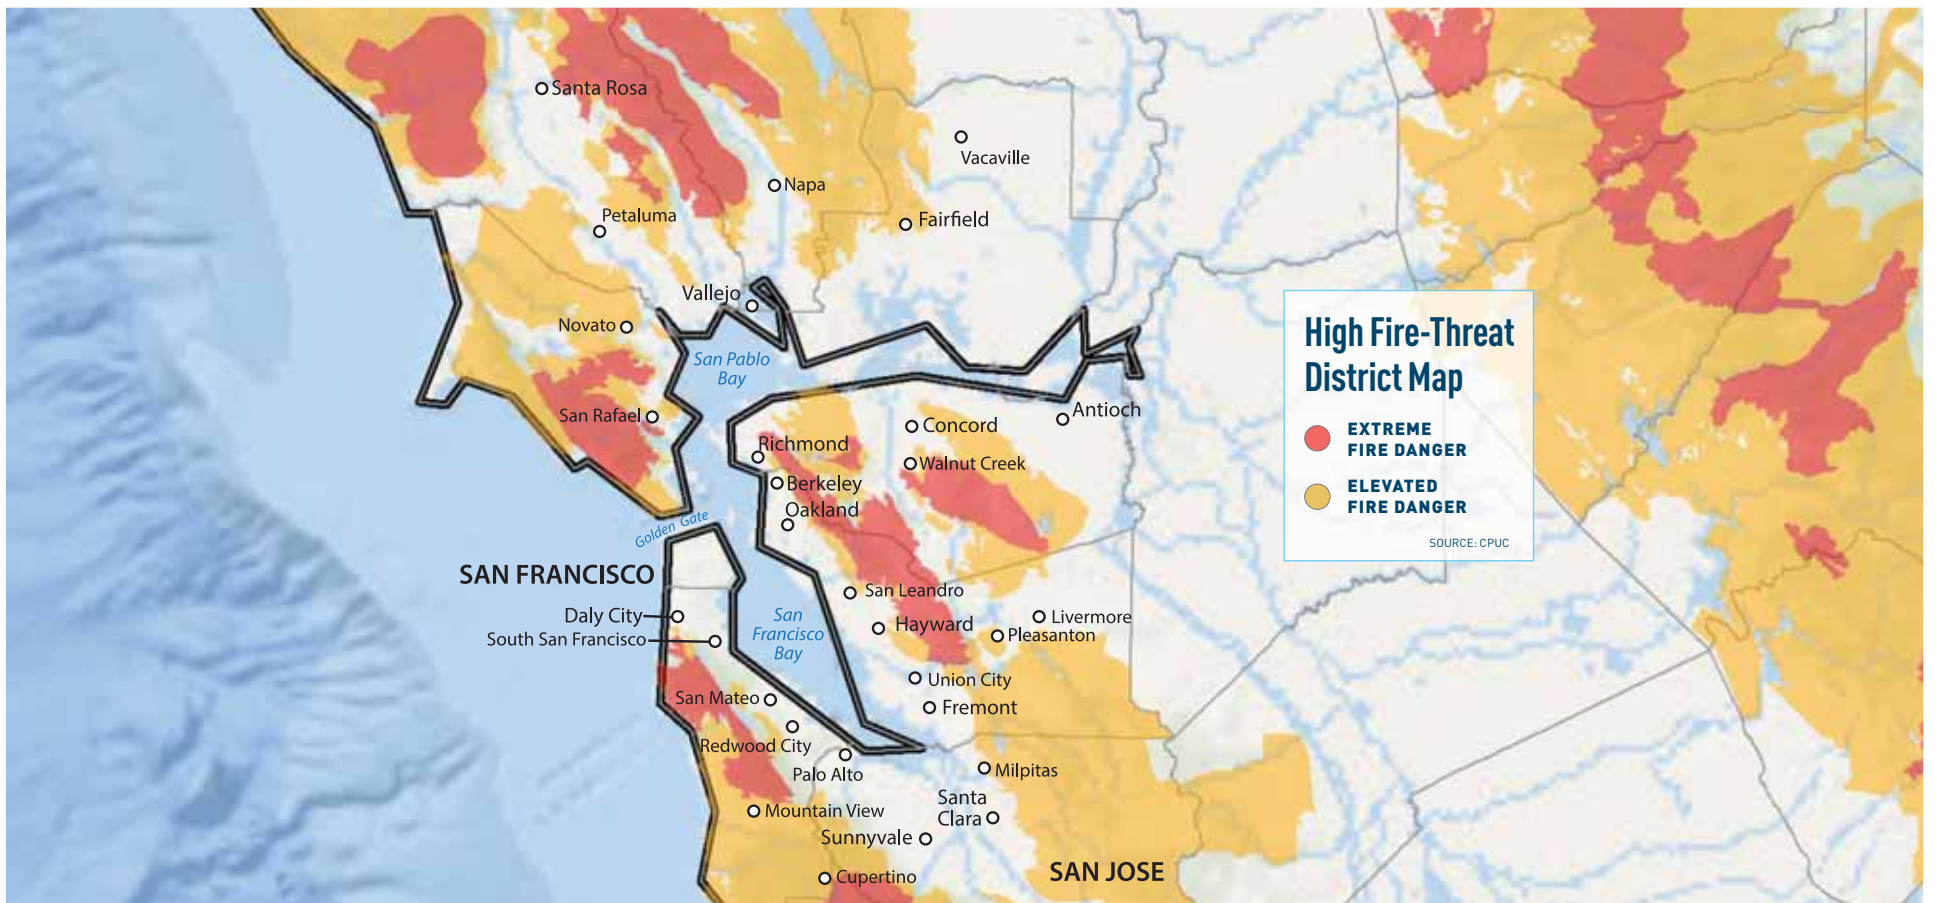 Santa Rosa
Vacaville
Napa
Petaluma
Fairfield
Vallejo
Novato
San Pablo
Bay
High Fire-Threat
District Map
EXTREME
FIRE DANGER
ELEVATED
FIRE DANGER
SOURCE: CPUC
San Rafael
Antioch
Concord
Richmond
Walnut Creek
Berkeley
Oakland
Golden Gate
SAN FRANCISCO
San Leandro
Daly City
San
Francisco
Bay
Livermore
Hayward
Pleasanton
South San Francisco
Union City
San Mateo
Fremont
Redwood City
Palo Alto
Milpitas
Santa
Clara
Mountain View
Sunnyvale
SAN JOSE
Cupertino